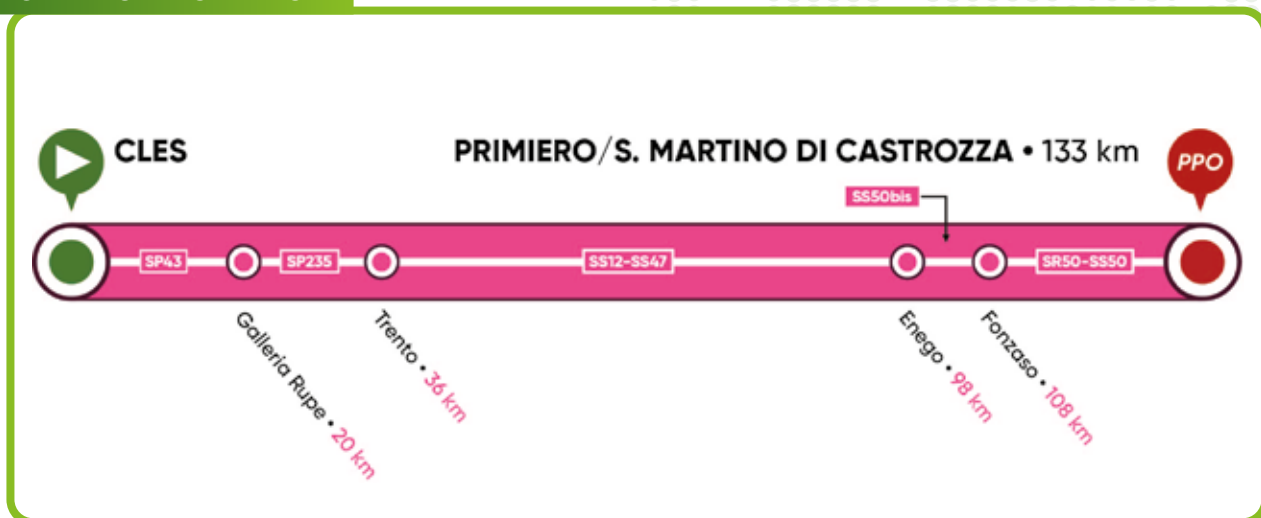 CLES
PRIMIERO/S. MARTINO DI CASTROZZA • 133 km
PPO
SS50bis
SP43
SP235
SS12-SS47
SR50-SS50
Galleria Rupe • 20 km
Trento • 36 km
Enego • 98 km
Fonzaso • 108 km